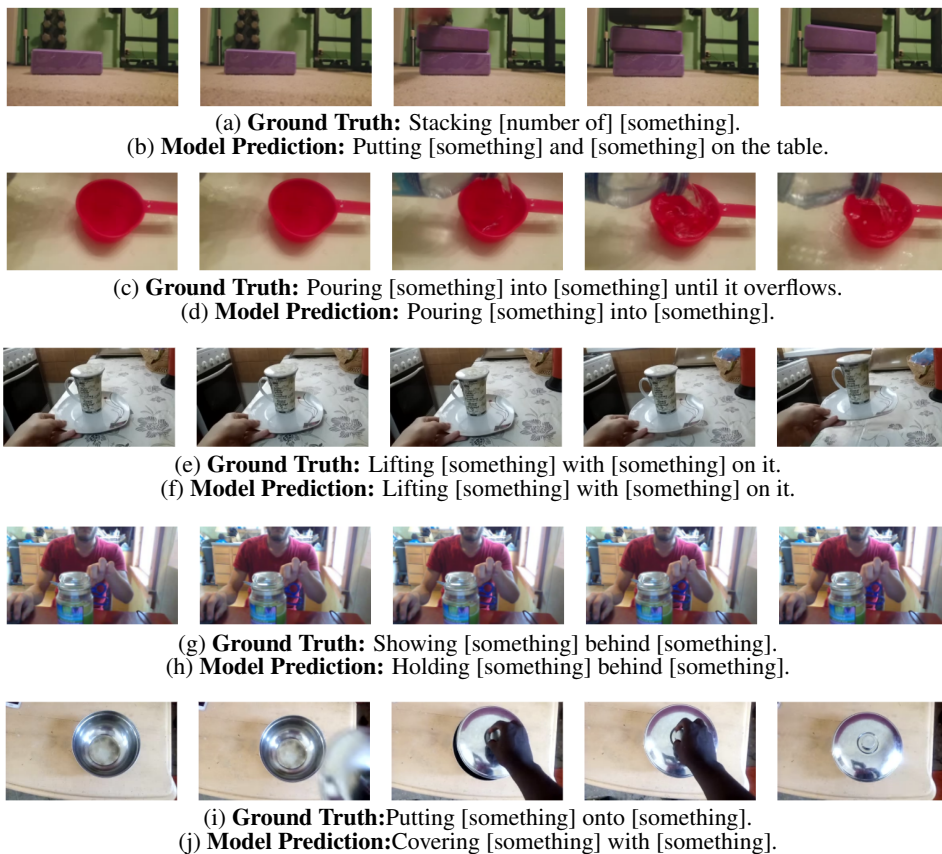 (a) Ground Truth: Stacking [number of] [something].
(b) Model Prediction: Putting [something] and [something] on the table.
(c) Ground Truth: Pouring [something] into [something] until it overflows.
(d) Model Prediction: Pouring [something] into [something].
(e) Ground Truth: Lifting [something] with [something] on it.
(f) Model Prediction: Lifting [something] with [something] on it.
(g) Ground Truth: Showing [something] behind [something].
(h) Model Prediction: Holding [something] behind [something].
(i) Ground Truth:Putting [something] onto [something].
(j) Model Prediction:Covering [something] with [something].